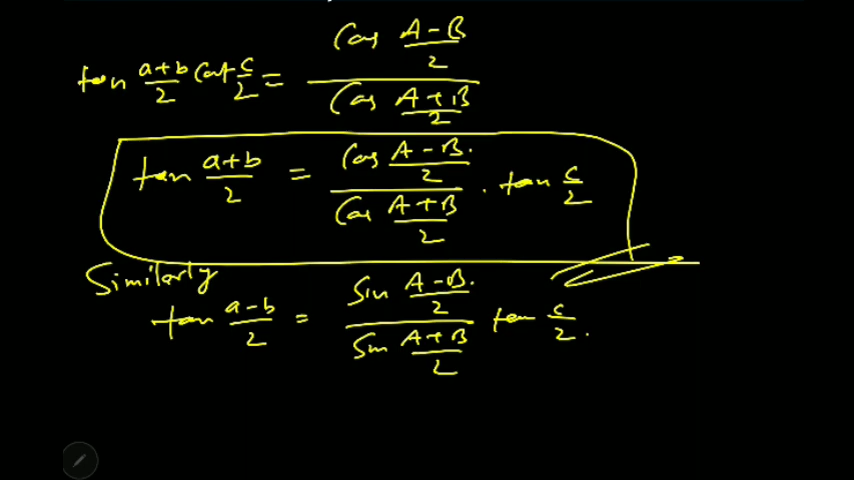 tan a+b/2 Cot c/2 = Cos A-B/2 / Cos A+B/2
tan a+b/2 = Cos A-B/2 / Cos A+B/2 . tan c/2
Similarly
tan a-b/2 = Sin A-B/2 / Sin A+B/2 tan c/2.